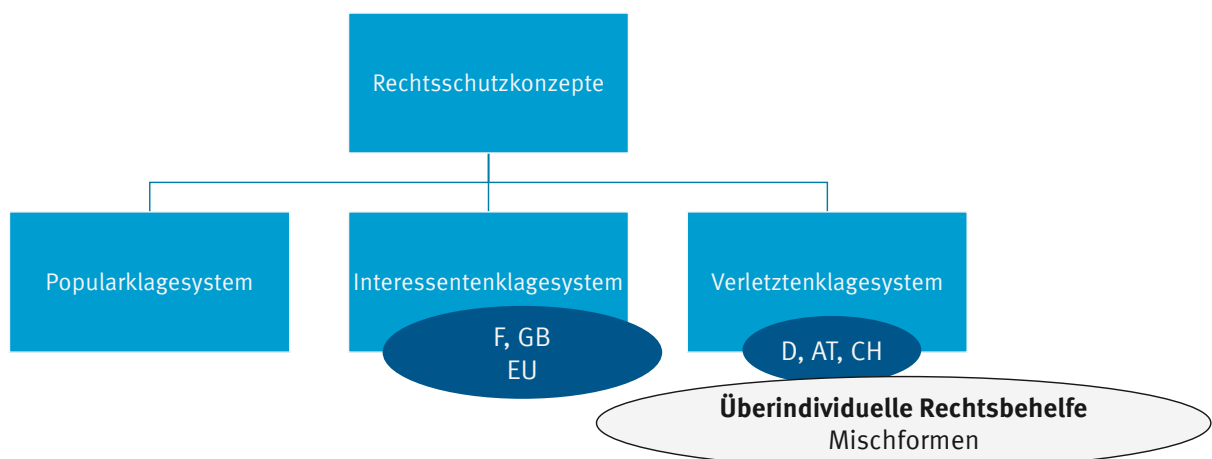 Rechtsschutzkonzepte
Popularklagesystem
Interessentenklagesystem
Verletztenklagesystem
F, GB
EU
D, AT, CH
Überindividuelle Rechtsbehelfe
Mischformen